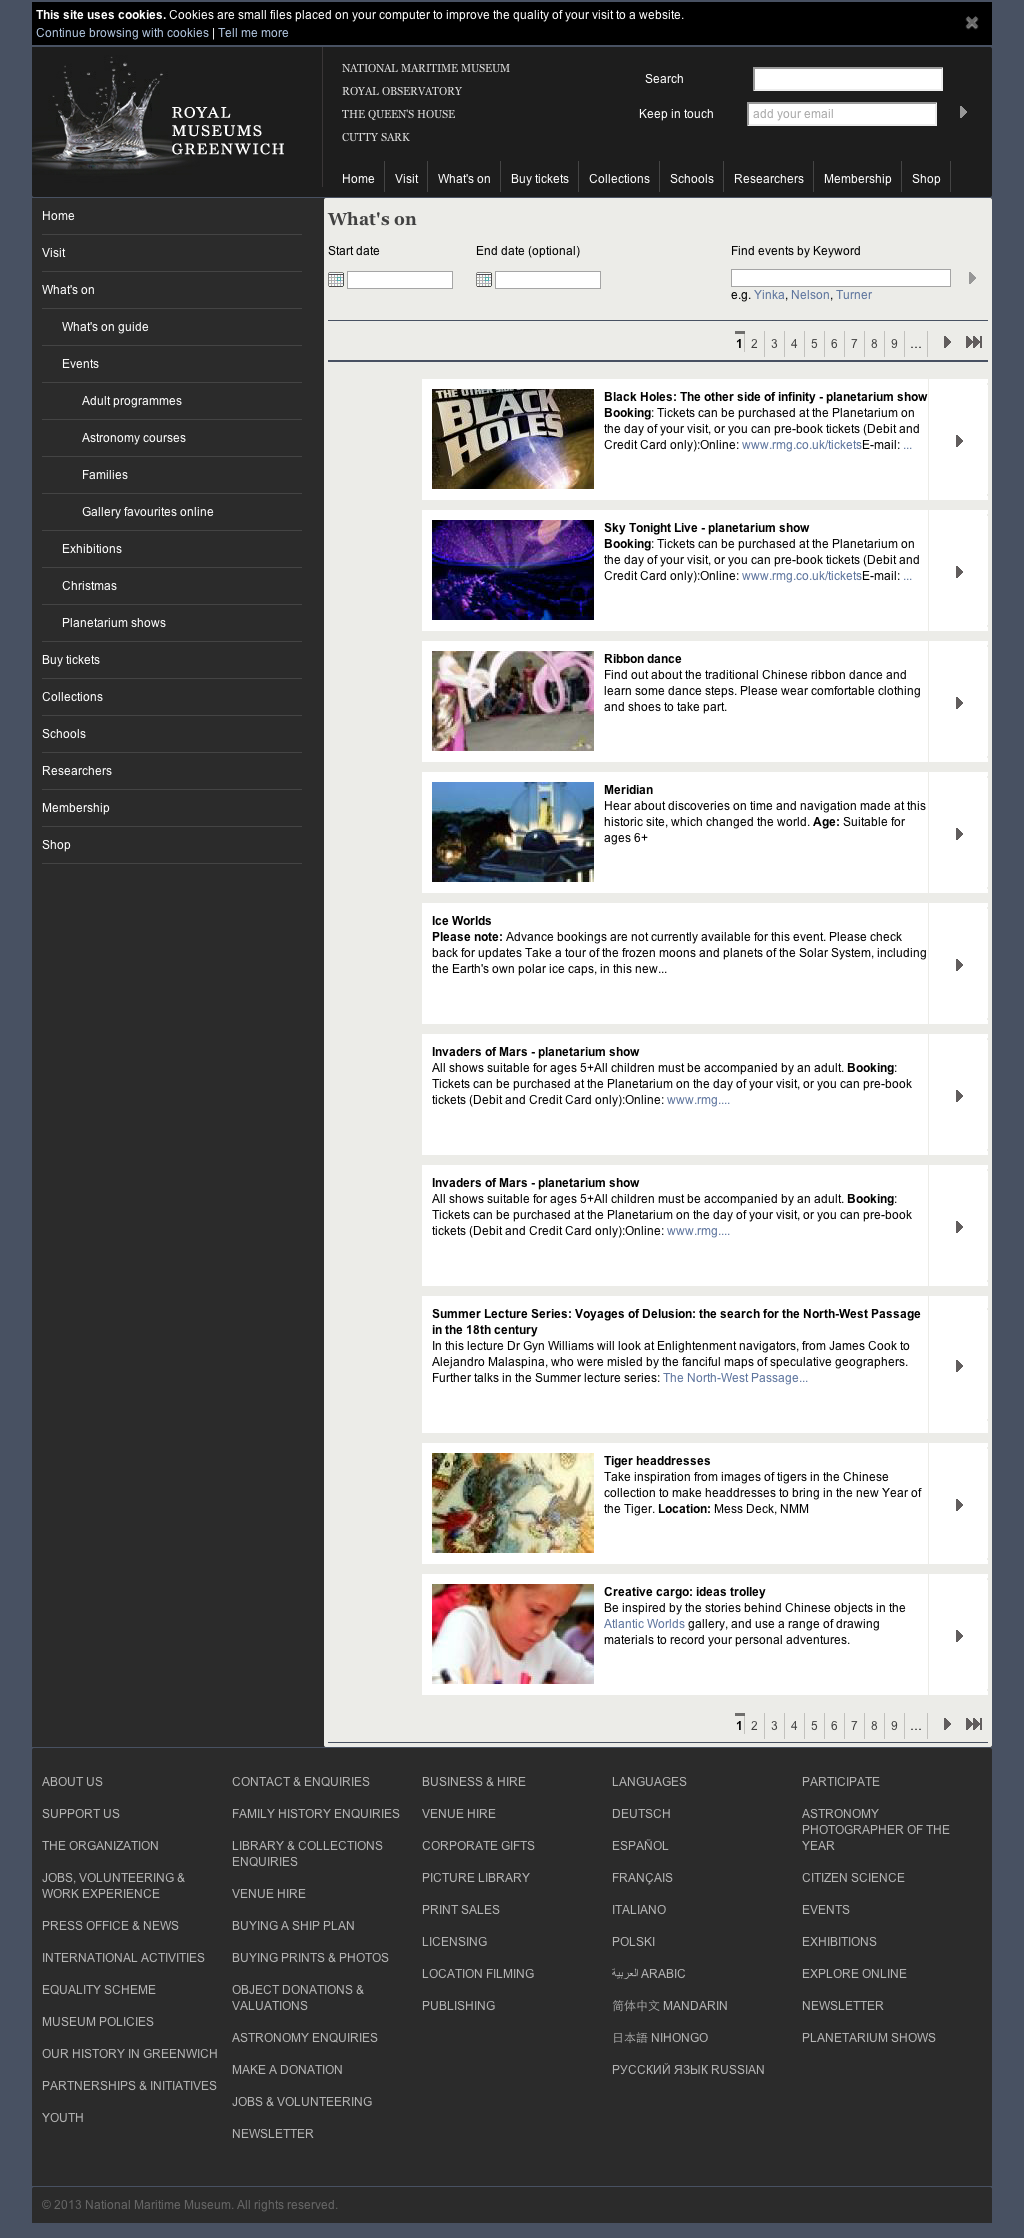 This site uses cookies. Cookies are small files placed on your computer to improve the quality of your visit to a website.
Continue browsing with cookies | Tell me more
ROYAL
MUSEUMS
GREENWICH
NATIONAL MARITIME MUSEUM
ROYAL OBSERVATORY
THE QUEEN'S HOUSE
CUTTY SARK
Search
Keep in touch add your email
Home Visit What's on Buy tickets Collections Schools Researchers Membership Shop
Home
Visit
What's on
What's on guide
Events
Adult programmes
Astronomy courses
Families
Gallery favourites online
Exhibitions
Christmas
Planetarium shows
Buy tickets
Collections
Schools
Researchers
Membership
Shop
What's on
Start date End date (optional) Find events by Keyword
e.g. Yinka, Nelson, Turner
1 2 3 4 5 6 7 8 9 ...
THE OTHER SIDE
BLACK
HOLES
Black Holes: The other side of infinity - planetarium show
Booking: Tickets can be purchased at the Planetarium on
the day of your visit, or you can pre-book tickets (Debit and
Credit Card only):Online: www.rmg.co.uk/ticketsE-mail: ...
Sky Tonight Live - planetarium show
Booking: Tickets can be purchased at the Planetarium on
the day of your visit, or you can pre-book tickets (Debit and
Credit Card only):Online: www.rmg.co.uk/ticketsE-mail: ...
Ribbon dance
Find out about the traditional Chinese ribbon dance and
learn some dance steps. Please wear comfortable clothing
and shoes to take part.
Meridian
Hear about discoveries on time and navigation made at this
historic site, which changed the world. Age: Suitable for
ages 6+
Ice Worlds
Please note: Advance bookings are not currently available for this event. Please check
back for updates Take a tour of the frozen moons and planets of the Solar System, including
the Earth's own polar ice caps, in this new...
Invaders of Mars - planetarium show
All shows suitable for ages 5+All children must be accompanied by an adult. Booking:
Tickets can be purchased at the Planetarium on the day of your visit, or you can pre-book
tickets (Debit and Credit Card only):Online: www.rmg....
Invaders of Mars - planetarium show
All shows suitable for ages 5+All children must be accompanied by an adult. Booking:
Tickets can be purchased at the Planetarium on the day of your visit, or you can pre-book
tickets (Debit and Credit Card only):Online: www.rmg....
Summer Lecture Series: Voyages of Delusion: the search for the North-West Passage
in the 18th century
In this lecture Dr Gyn Williams will look at Enlightenment navigators, from James Cook to
Alejandro Malaspina, who were misled by the fanciful maps of speculative geographers.
Further talks in the Summer lecture series: The North-West Passage...
Tiger headdresses
Take inspiration from images of tigers in the Chinese
collection to make headdresses to bring in the new Year of
the Tiger. Location: Mess Deck, NMM
Creative cargo: ideas trolley
Be inspired by the stories behind Chinese objects in the
Atlantic Worlds gallery, and use a range of drawing
materials to record your personal adventures.
1 2 3 4 5 6 7 8 9 ...
ABOUT US
SUPPORT US
THE ORGANIZATION
JOBS, VOLUNTEERING &
WORK EXPERIENCE
PRESS OFFICE & NEWS
INTERNATIONAL ACTIVITIES
EQUALITY SCHEME
MUSEUM POLICIES
OUR HISTORY IN GREENWICH
PARTNERSHIPS & INITIATIVES
YOUTH
CONTACT & ENQUIRIES
FAMILY HISTORY ENQUIRIES
LIBRARY & COLLECTIONS
ENQUIRIES
VENUE HIRE
BUYING A SHIP PLAN
BUYING PRINTS & PHOTOS
OBJECT DONATIONS &
VALUATIONS
ASTRONOMY ENQUIRIES
MAKE A DONATION
JOBS & VOLUNTEERING
NEWSLETTER
BUSINESS & HIRE
VENUE HIRE
CORPORATE GIFTS
PICTURE LIBRARY
PRINT SALES
LICENSING
LOCATION FILMING
PUBLISHING
LANGUAGES
DEUTSCH
ESPAÑOL
FRANÇAIS
ITALIANO
POLSKI
العربية ARABIC
简体中文 MANDARIN
日本語 NIHONGO
РУССКИЙ ЯЗЫК RUSSIAN
PARTICIPATE
ASTRONOMY
PHOTOGRAPHER OF THE
YEAR
CITIZEN SCIENCE
EVENTS
EXHIBITIONS
EXPLORE ONLINE
NEWSLETTER
PLANETARIUM SHOWS
© 2013 National Maritime Museum. All rights reserved.